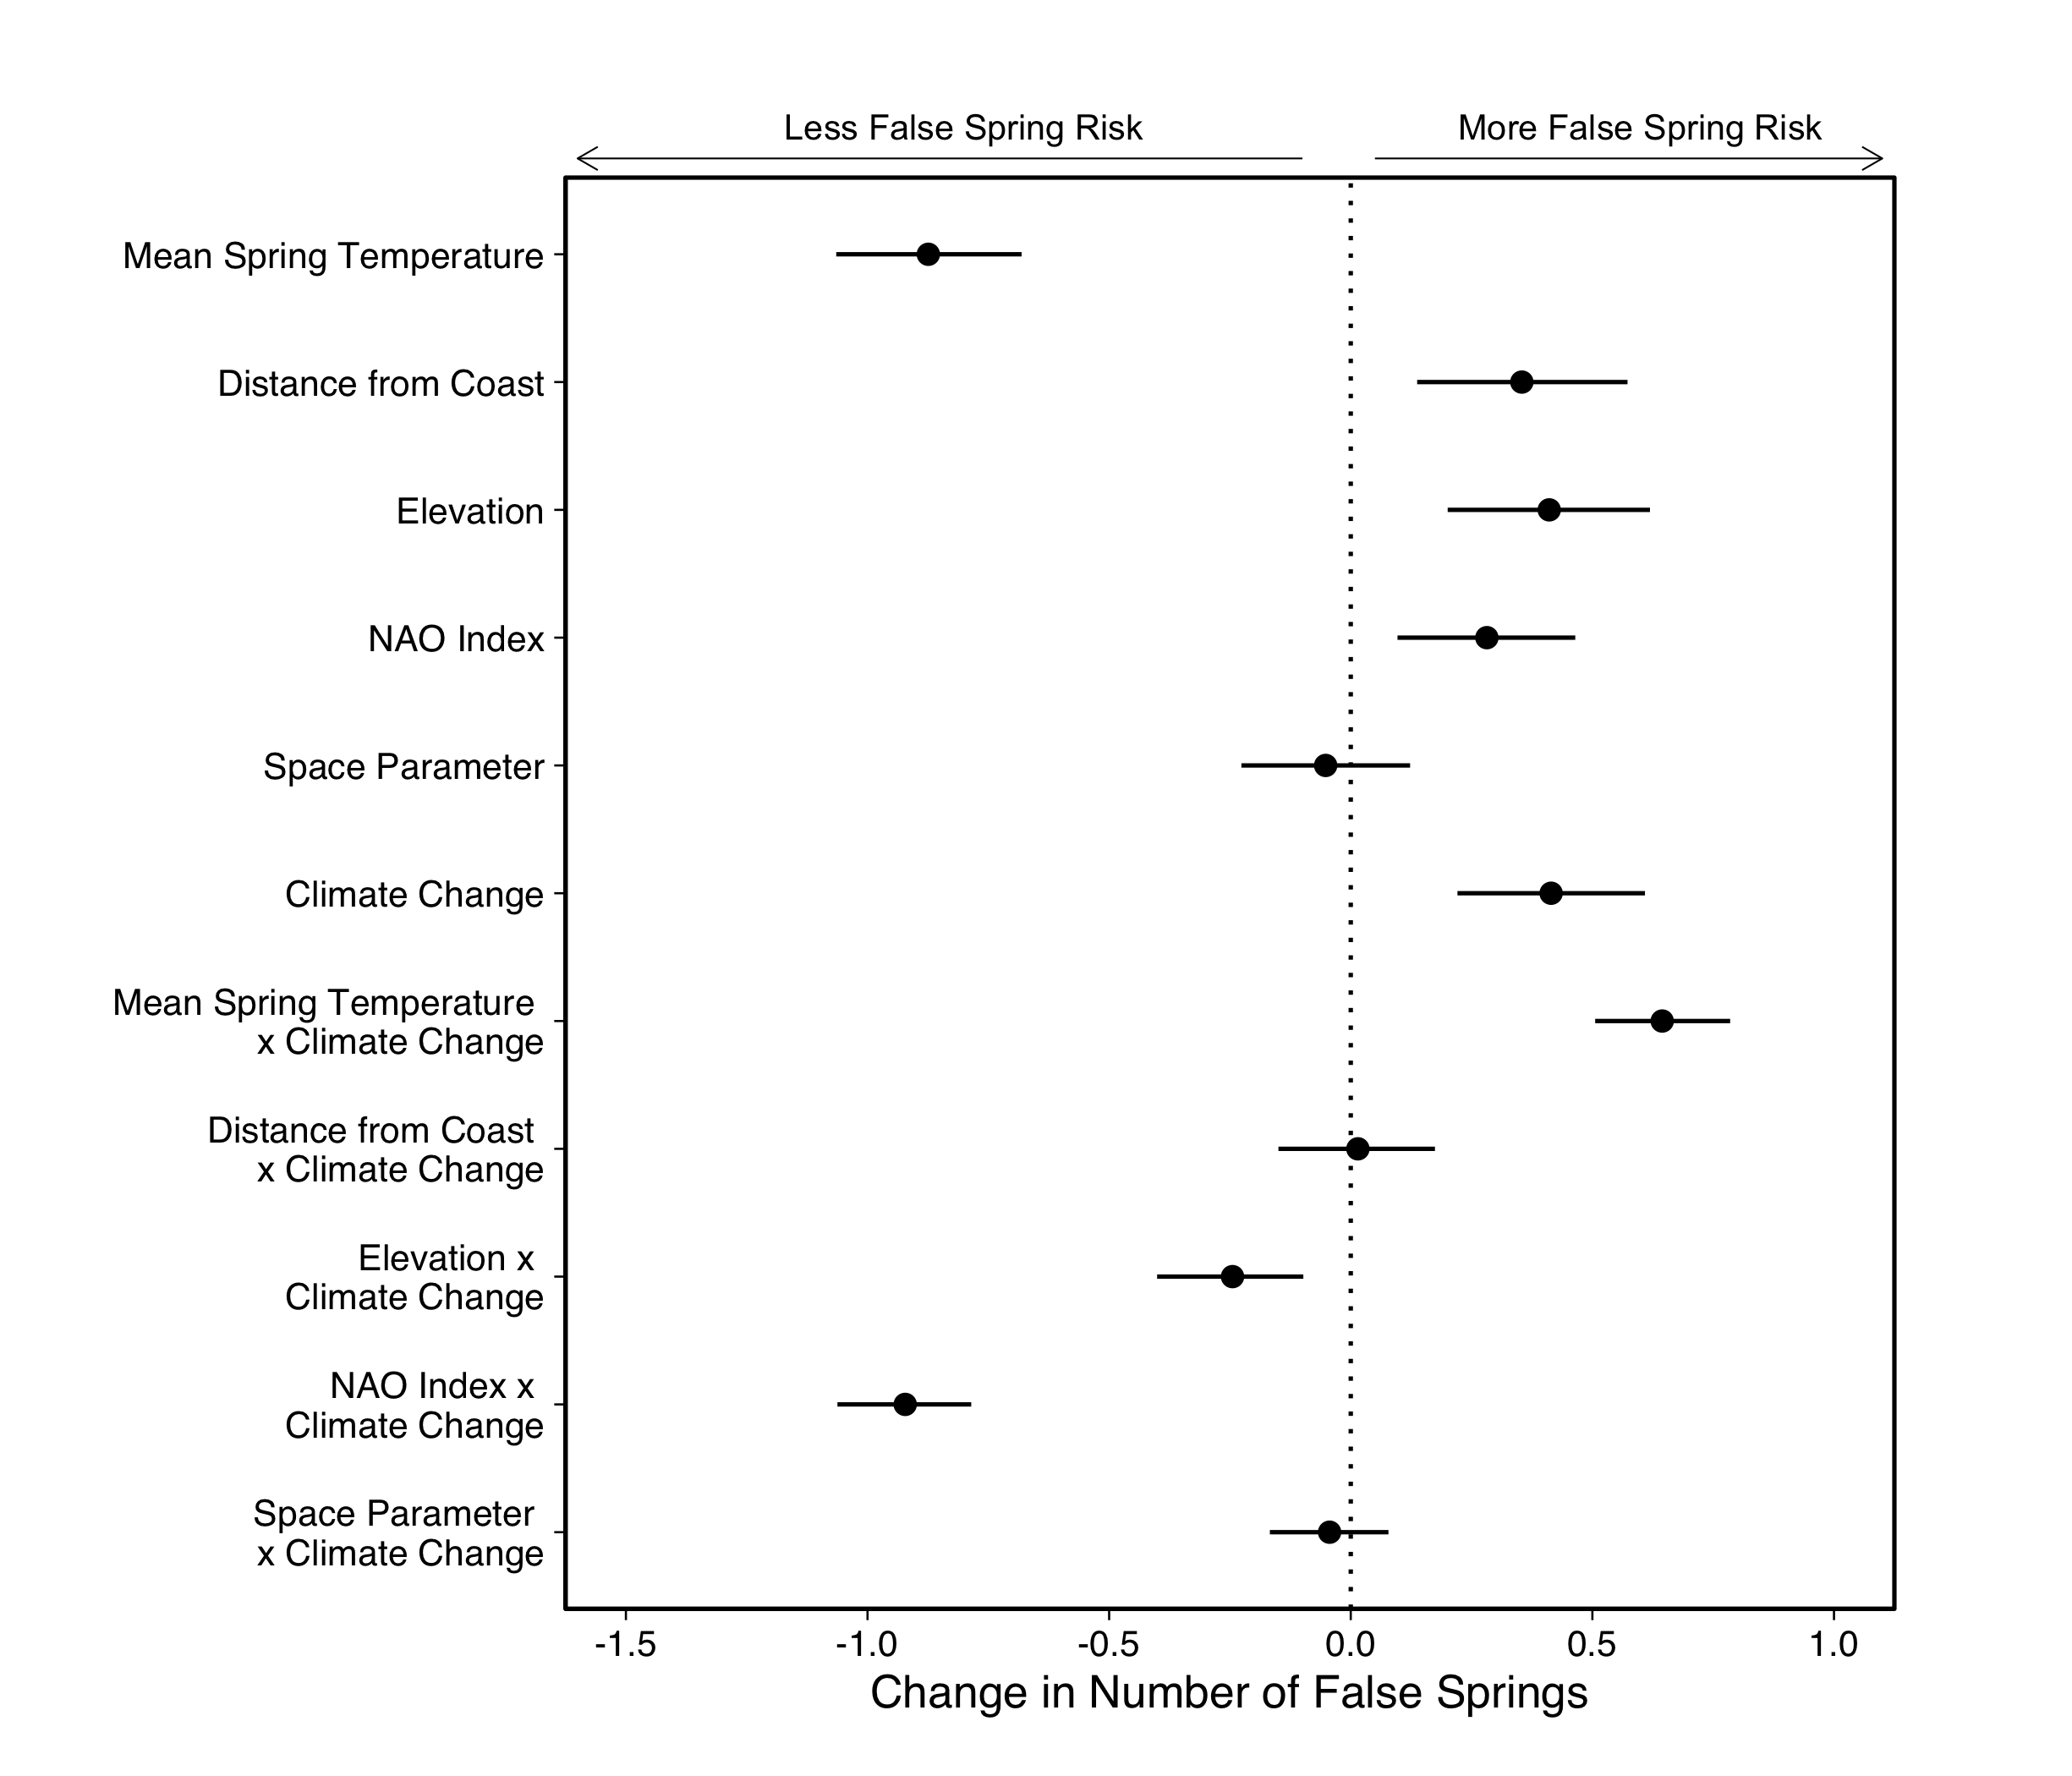 Less False Spring Risk
More False Spring Risk
Mean Spring Temperature
Distance from Coast
Elevation
NAO Index
Space Parameter
Climate Change
Mean Spring Temperature
x Climate Change
Distance from Coast
x Climate Change
Elevation x
Climate Change
NAO Index x
Climate Change
Space Parameter
x Climate Change
-1.5 -1.0 -0.5 0.0 0.5 1.0
Change in Number of False Springs